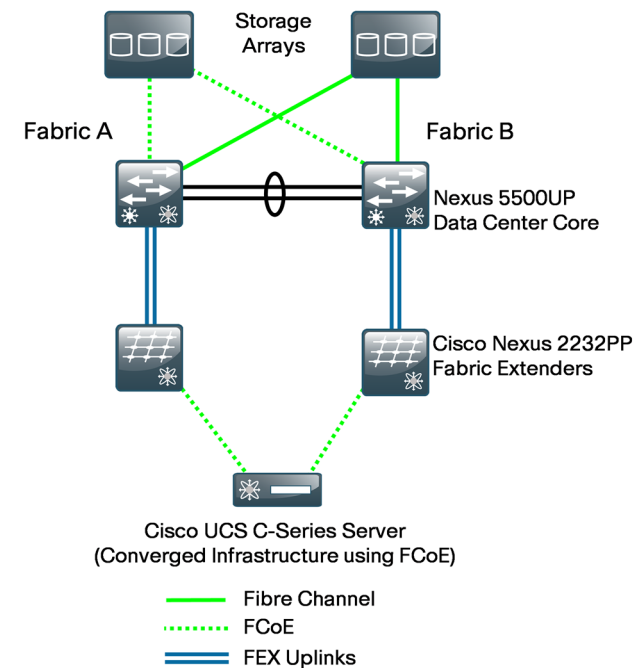 Storage
Arrays
Fabric A
Fabric B
Nexus 5500UP
Data Center Core
Cisco Nexus 2232PP
Fabric Extenders
Cisco UCS C-Series Server
(Converged Infrastructure using FCoE)
Fibre Channel
FCoE
FEX Uplinks